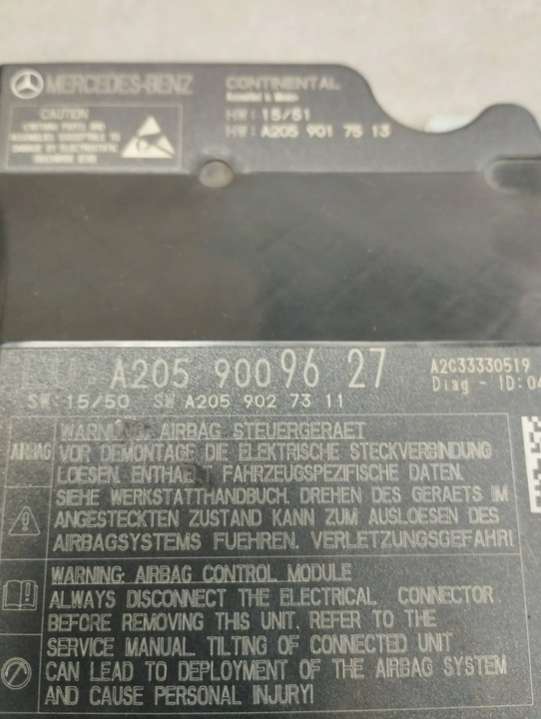 MERCEDES-BENZ
CONTINENTAL
HW: 15/51
HW: A205 901 75 13
CAUTION
A205 900 96 27
A2C33330519
SW: 15/50 SW A205 902 73 11
Diag - ID:
AIRBAG
WARNUNG: AIRBAG STEUERGERAET
VOR DEMONTAGE DIE ELEKTRISCHE STECKVERBINDUNG
LOESEN. ENTHAELT FAHRZEUGSPEZIFISCHE DATEN.
SIEHE WERKSTATTHANDBUCH. DREHEN DES GERAETS IM
ANGESTECKTEN ZUSTAND KANN ZUM AUSLOESEN DES
AIRBAGSYSTEMS FUEHREN. VERLETZUNGSGEFAHR!
WARNING: AIRBAG CONTROL MODULE
ALWAYS DISCONNECT THE ELECTRICAL CONNECTOR
BEFORE REMOVING THIS UNIT. REFER TO THE
SERVICE MANUAL. TILTING OF CONNECTED UNIT
CAN LEAD TO DEPLOYMENT OF THE AIRBAG SYSTEM
AND CAUSE PERSONAL INJURY!